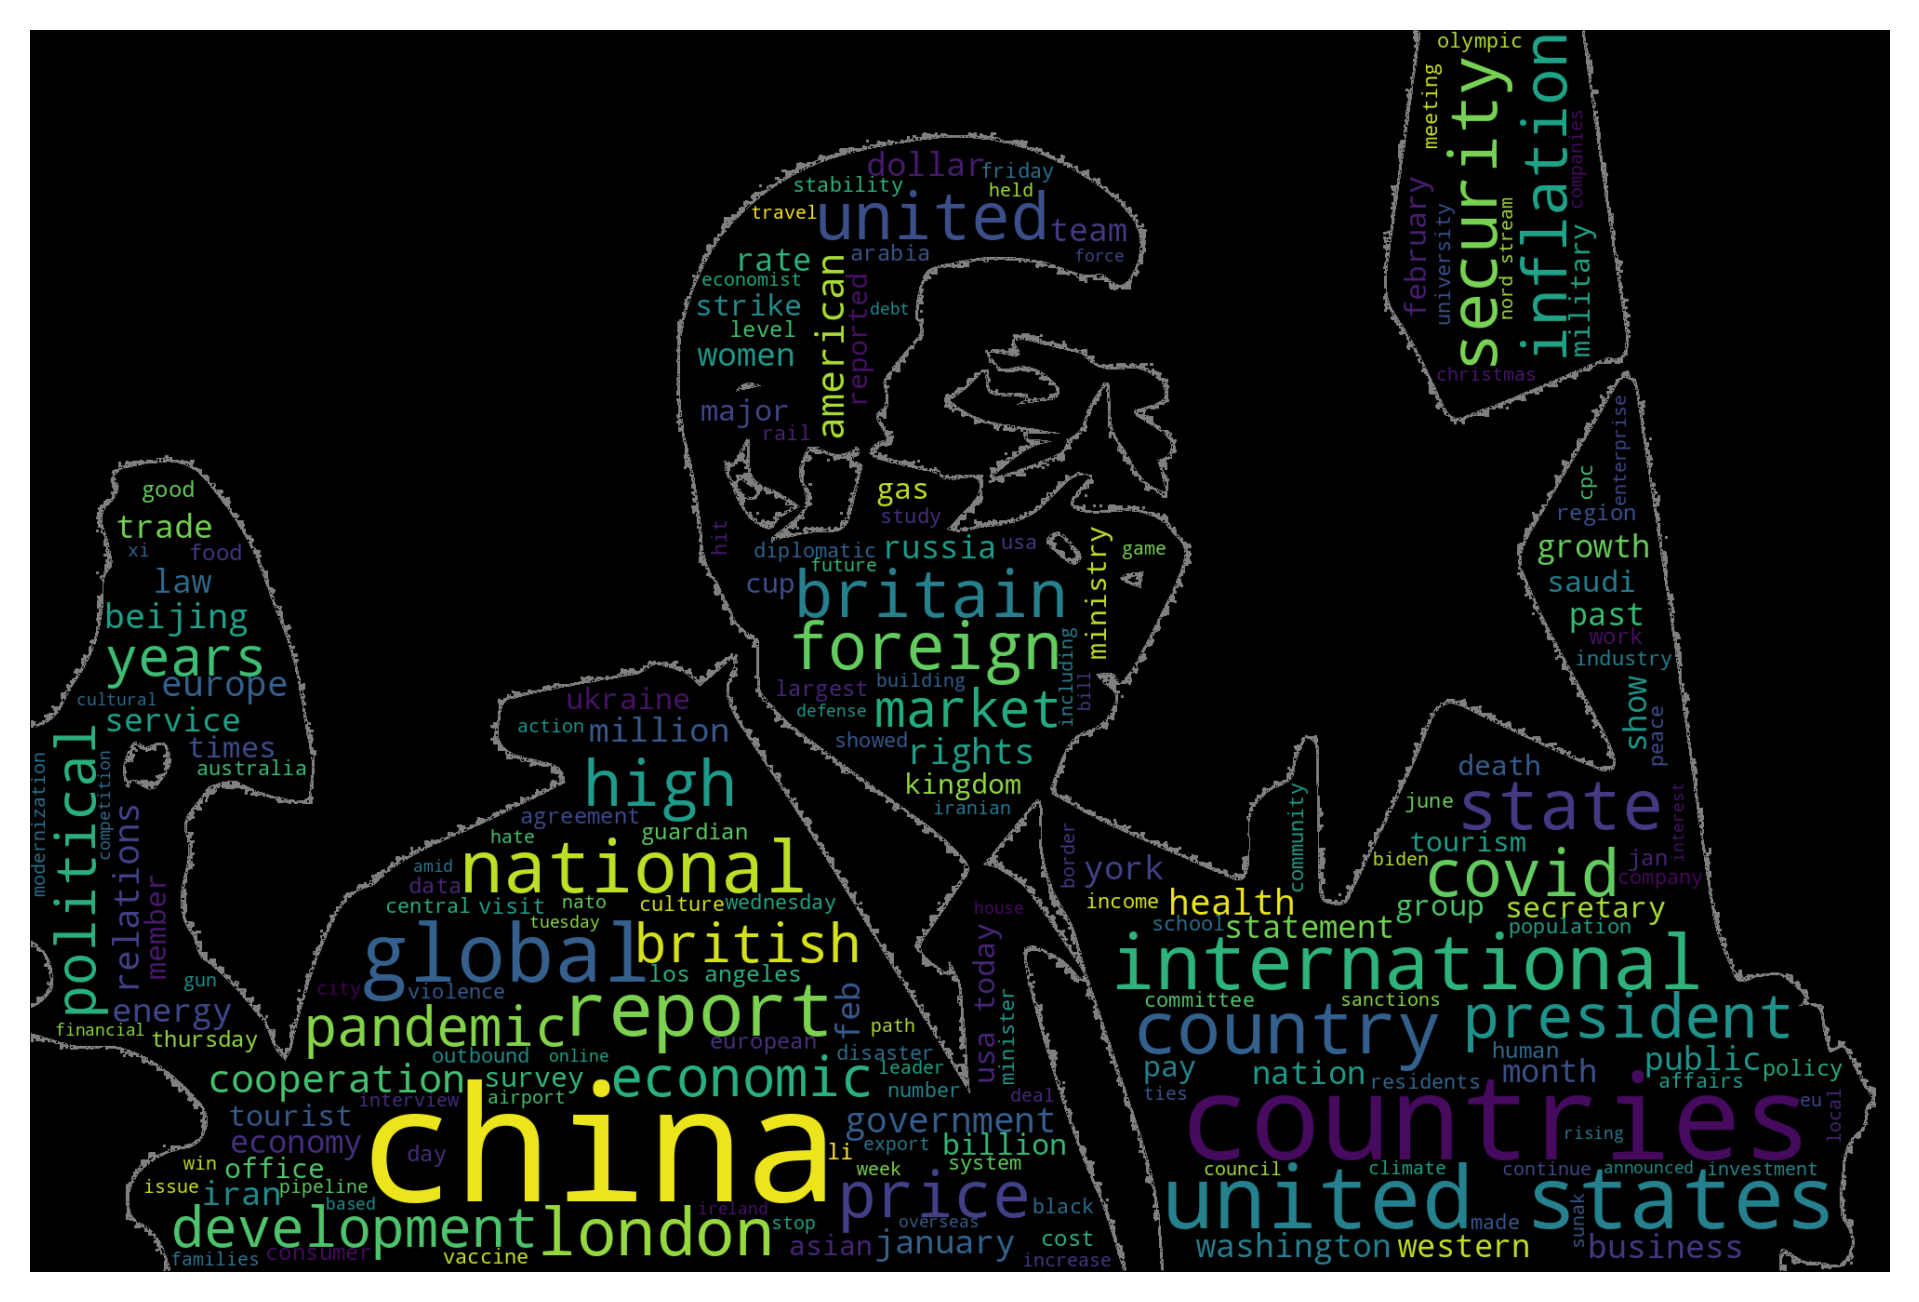 olympic
meeting
security
inflation
companies
february
university
nord stream
military
christmas
dollar
friday
stability
held
travel
united
team
rate
arabia
force
economist
american
reported
strike
debt
level
women
major
rail
gas
study
hit
diplomatic
russia
usa
game
future
cup
britain
ministry
foreign
including
largest
building
bill
defense
market
showed
rights
kingdom
iranian
good
trade
xi
food
law
beijing
years
europe
cultural
service
times
australia
political
modernization
competition
relations
member
gun
energy
financial
thursday
cpc
enterprise
region
growth
saudi
past
work
industry
show
peace
ukraine
action
million
high
agreement
hate
guardian
amid
national
data
central
visit
nato
culture
wednesday
tuesday
global
british
los angeles
city
violence
feb
pandemic
report
path
european
outbound
online
disaster
leader
cooperation
survey
economic
number
interview
airport
tourist
government
economy
china
day
li
export
billion
win
office
week
system
issue
iran
pipeline
based
price
black
ireland
development
london
stop
overseas
asian
january
cost
families
consumer
vaccine
increase
house
usa today
minister
deal
border
york
income
health
community
school
statement
death
june
state
interest
tourism
biden
covid
jan
company
group
secretary
population
international
committee
sanctions
country
president
human
public
pay
nation
residents
month
affairs
policy
ties
countries
eu
local
rising
council
climate
continue
announced
investment
united states
made
sunak
washington
western
business